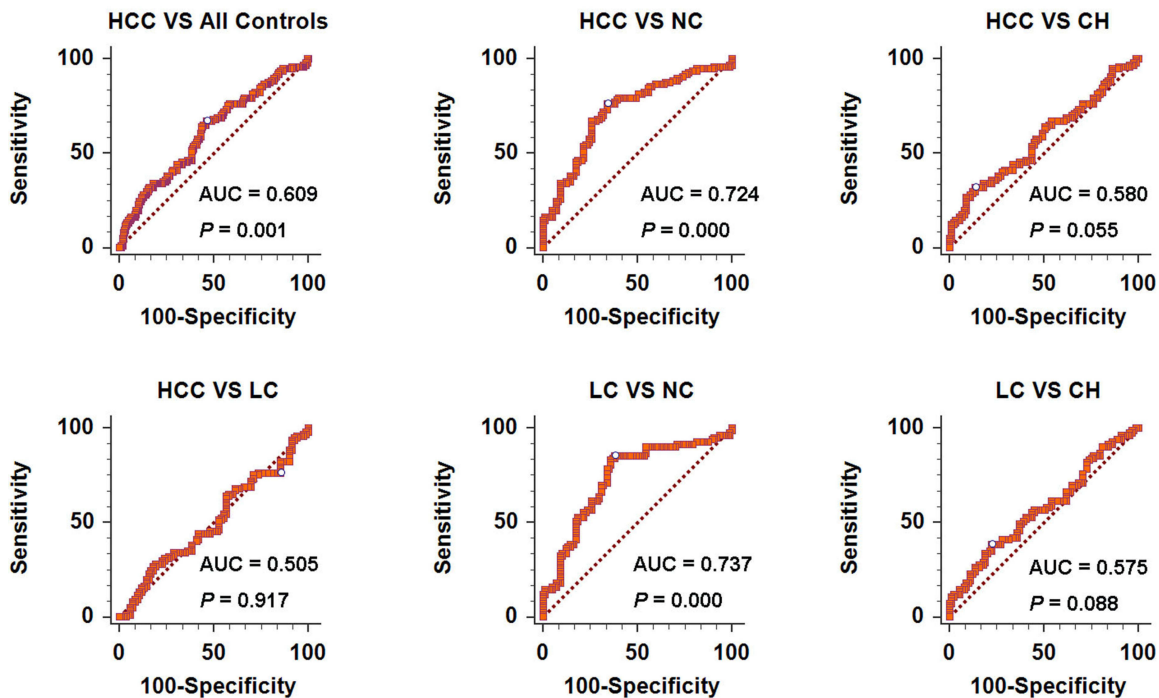 HCC VS All Controls
100
50
0
Sensitivity
AUC = 0.609
P = 0.001
0 50 100
100-Specificity
HCC VS NC
100
50
0
Sensitivity
AUC = 0.724
P = 0.000
0 50 100
100-Specificity
HCC VS CH
100
50
0
Sensitivity
AUC = 0.580
P = 0.055
0 50 100
100-Specificity
HCC VS LC
100
50
0
Sensitivity
AUC = 0.505
P = 0.917
0 50 100
100-Specificity
LC VS NC
100
50
0
Sensitivity
AUC = 0.737
P = 0.000
0 50 100
100-Specificity
LC VS CH
100
50
0
Sensitivity
AUC = 0.575
P = 0.088
0 50 100
100-Specificity